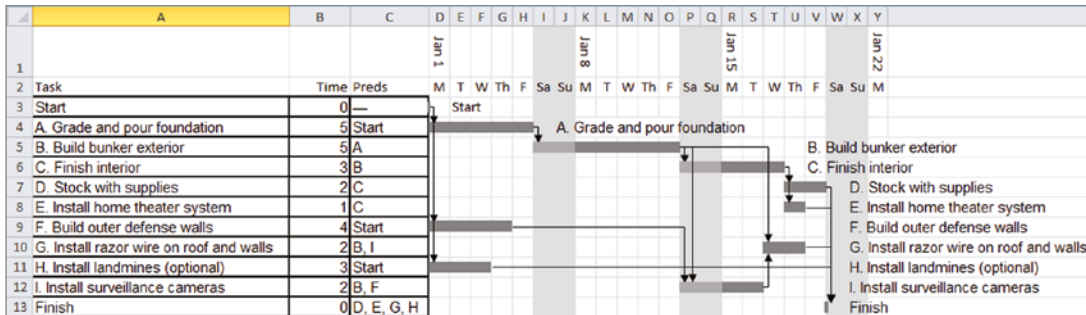 A B C D E F G H I J K L M N O P Q R S T U V W X Y
1 Jan 1 Jan 8 Jan 15 Jan 22
2 Task Time Preds M T W Th F Sa Su M T W Th F Sa Su M T W Th F Sa Su M
3 Start 0 — Start
4 A. Grade and pour foundation 5 Start A. Grade and pour foundation
5 B. Build bunker exterior 5 A B. Build bunker exterior
6 C. Finish interior 3 B C. Finish interior
7 D. Stock with supplies 2 C D. Stock with supplies
8 E. Install home theater system 1 C E. Install home theater system
9 F. Build outer defense walls 4 Start F. Build outer defense walls
10 G. Install razor wire on roof and walls 2 B, I G. Install razor wire on roof and walls
11 H. Install landmines (optional) 3 Start H. Install landmines (optional)
12 I. Install surveillance cameras 2 B, F I. Install surveillance cameras
13 Finish 0 D, E, G, H Finish